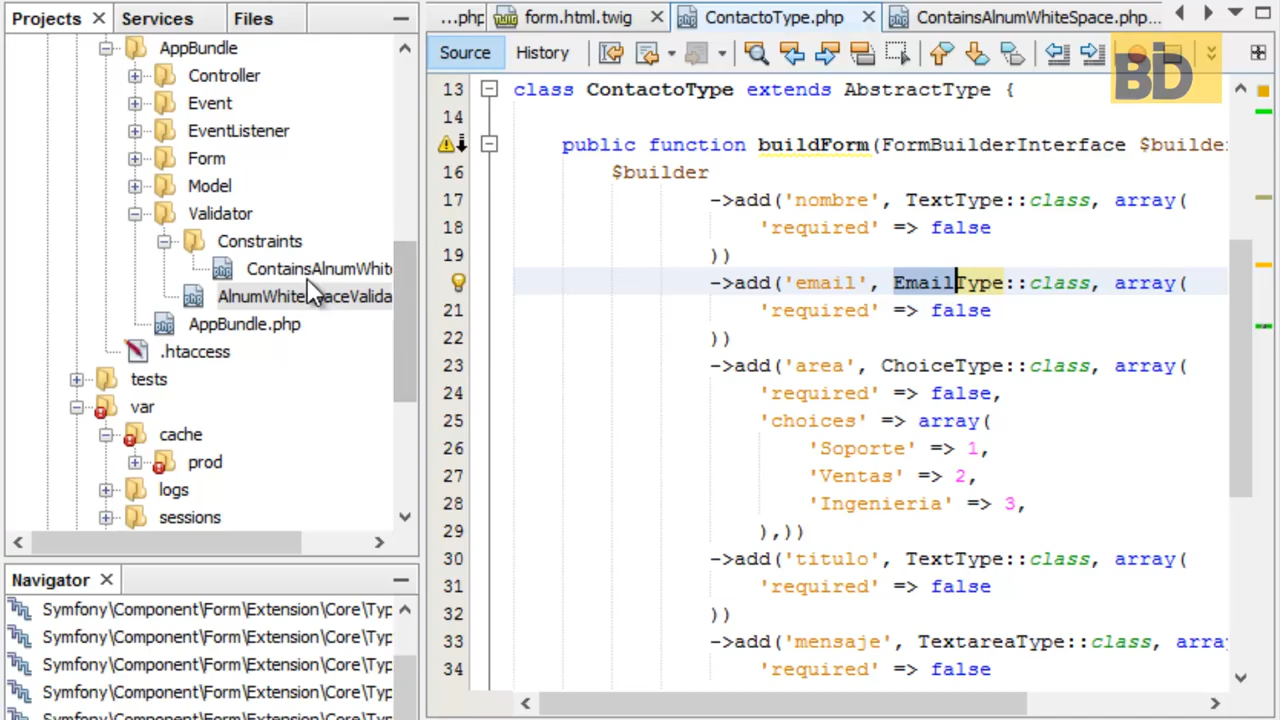 Projects
Services
Files
AppBundle
Controller
Event
EventListener
Form
Model
Validator
Constraints
ContainsAlnumWhite
AppBundle.php
.htaccess
tests
var
cache
prod
logs
sessions
Navigator
Symfony\Component\Form\Extension\Core\Typ
Symfony\Component\Form\Extension\Core\Typ
Symfony\Component\Form\Extension\Core\Typ
Symfony\Component\Form\Extension\Core\Typ
...php
form.html.twig
ContactoType.php
ContainsAlnumWhiteSpace.php...
Source
History
BD
13 class ContactoType extends AbstractType {
14
public function buildForm(FormBuilderInterface $builde
16 $builder
17 ->add('nombre', TextType::class, array(
18 'required' => false
19 ))
->add('email', EmailType::class, array(
21 'required' => false
22 ))
23 ->add('area', ChoiceType::class, array(
24 'required' => false,
25 'choices' => array(
26 'Soporte' => 1,
27 'Ventas' => 2,
28 'Ingenieria' => 3,
29 ),))
30 ->add('titulo', TextType::class, array(
31 'required' => false
32 ))
33 ->add('mensaje', TextareaType::class, arra
34 'required' => false